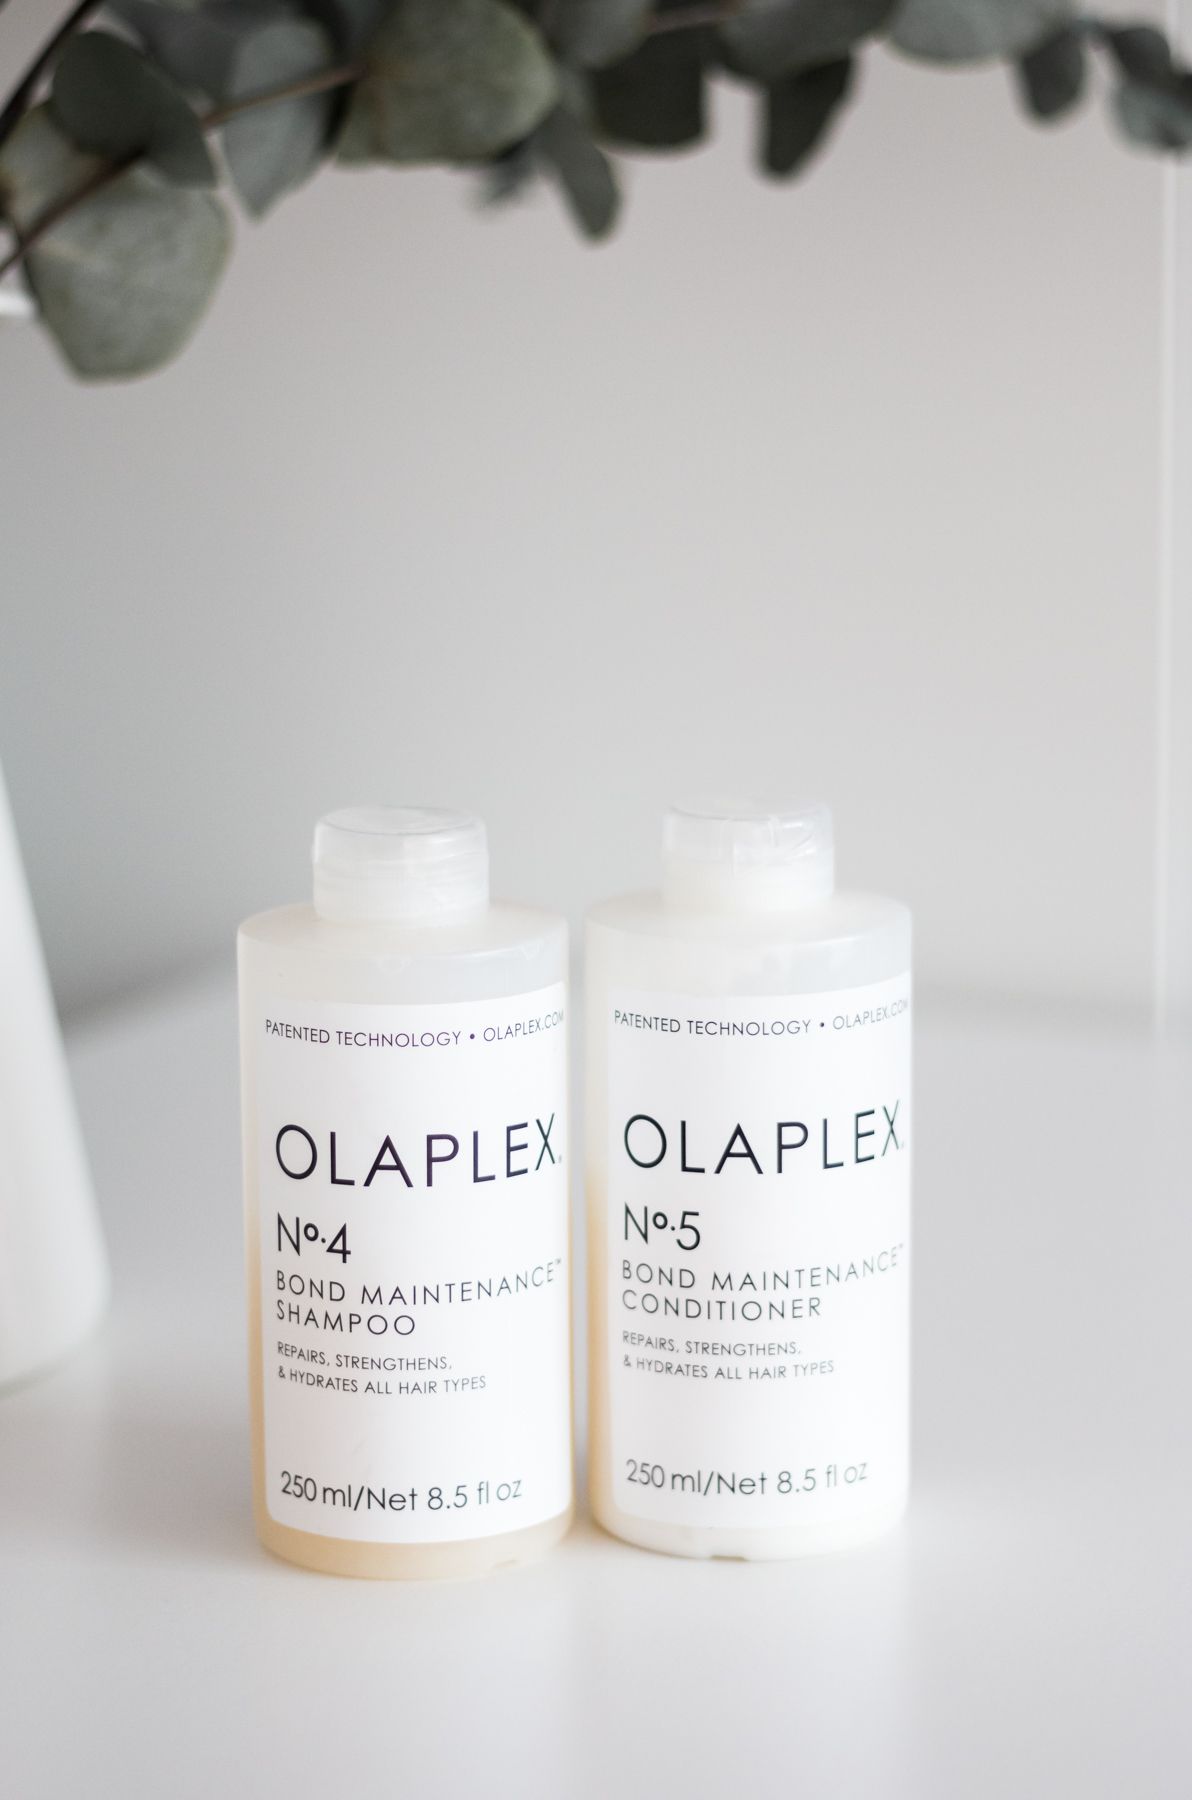 PATENTED TECHNOLOGY • OLAPLEX.COM
OLAPLEX.
Nº.4
BOND MAINTENANCE™
SHAMPOO
REPAIRS, STRENGTHENS,
& HYDRATES ALL HAIR TYPES
250 ml/Net 8.5 fl oz
PATENTED TECHNOLOGY • OLAPLEX.COM
OLAPLEX.
Nº.5
BOND MAINTENANCE™
CONDITIONER
REPAIRS, STRENGTHENS,
& HYDRATES ALL HAIR TYPES
250 ml/Net 8.5 fl oz